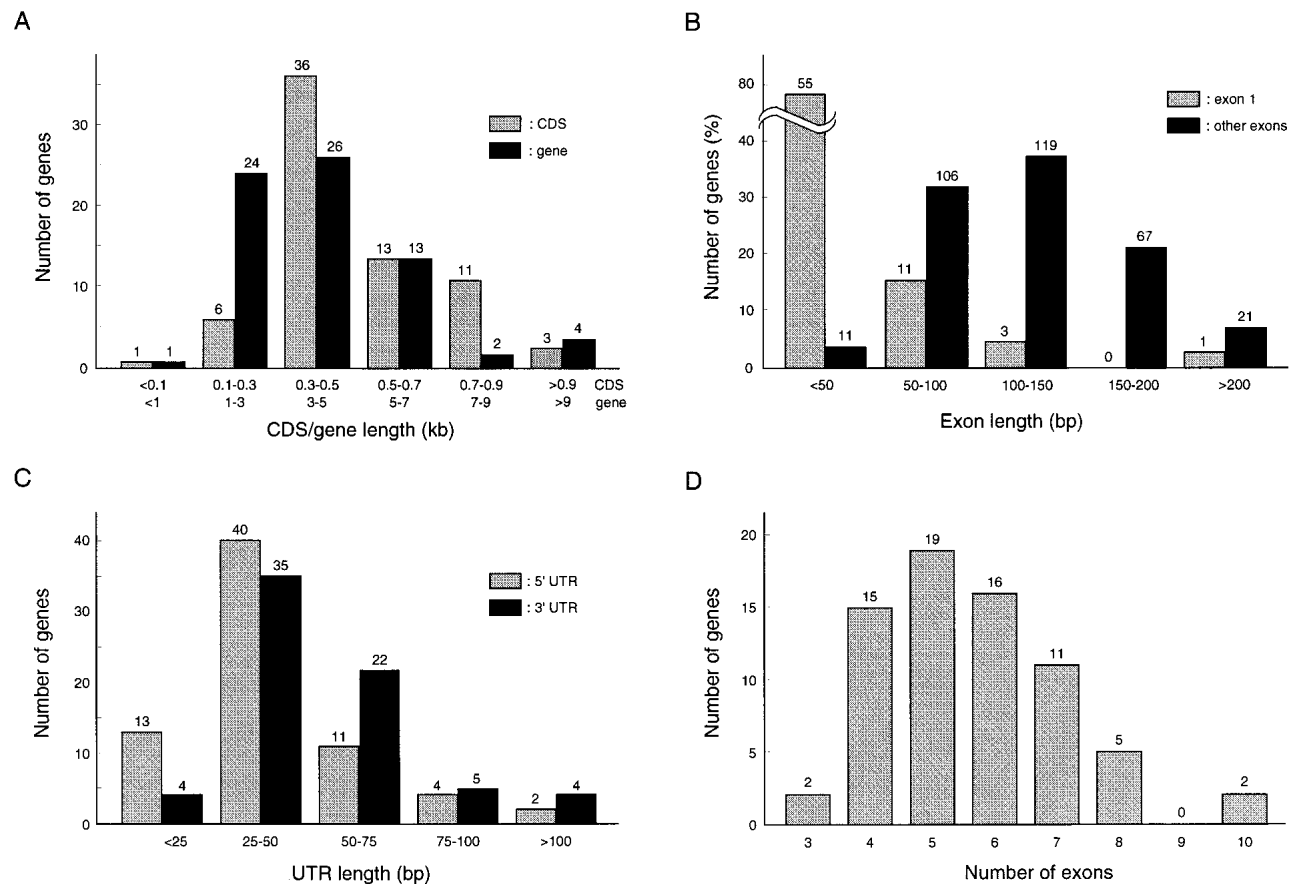 A
Number of genes
30
20
10
0
1 1 6 24 36 26 13 13 11 2 3 4
: CDS
: gene
<0.1 0.1-0.3 0.3-0.5 0.5-0.7 0.7-0.9 >0.9 CDS
<1 1-3 3-5 5-7 7-9 >9 gene
CDS/gene length (kb)
B
Number of genes (%)
80
40
30
20
10
0
55 11 11 106 3 119 0 67 1 21
: exon 1
: other exons
<50 50-100 100-150 150-200 >200
Exon length (bp)
C
Number of genes
40
30
20
10
0
13 4 40 35 11 22 4 5 2 4
: 5' UTR
: 3' UTR
<25 25-50 50-75 75-100 >100
UTR length (bp)
D
Number of genes
20
15
10
5
0
2 15 19 16 11 5 0 2
3 4 5 6 7 8 9 10
Number of exons